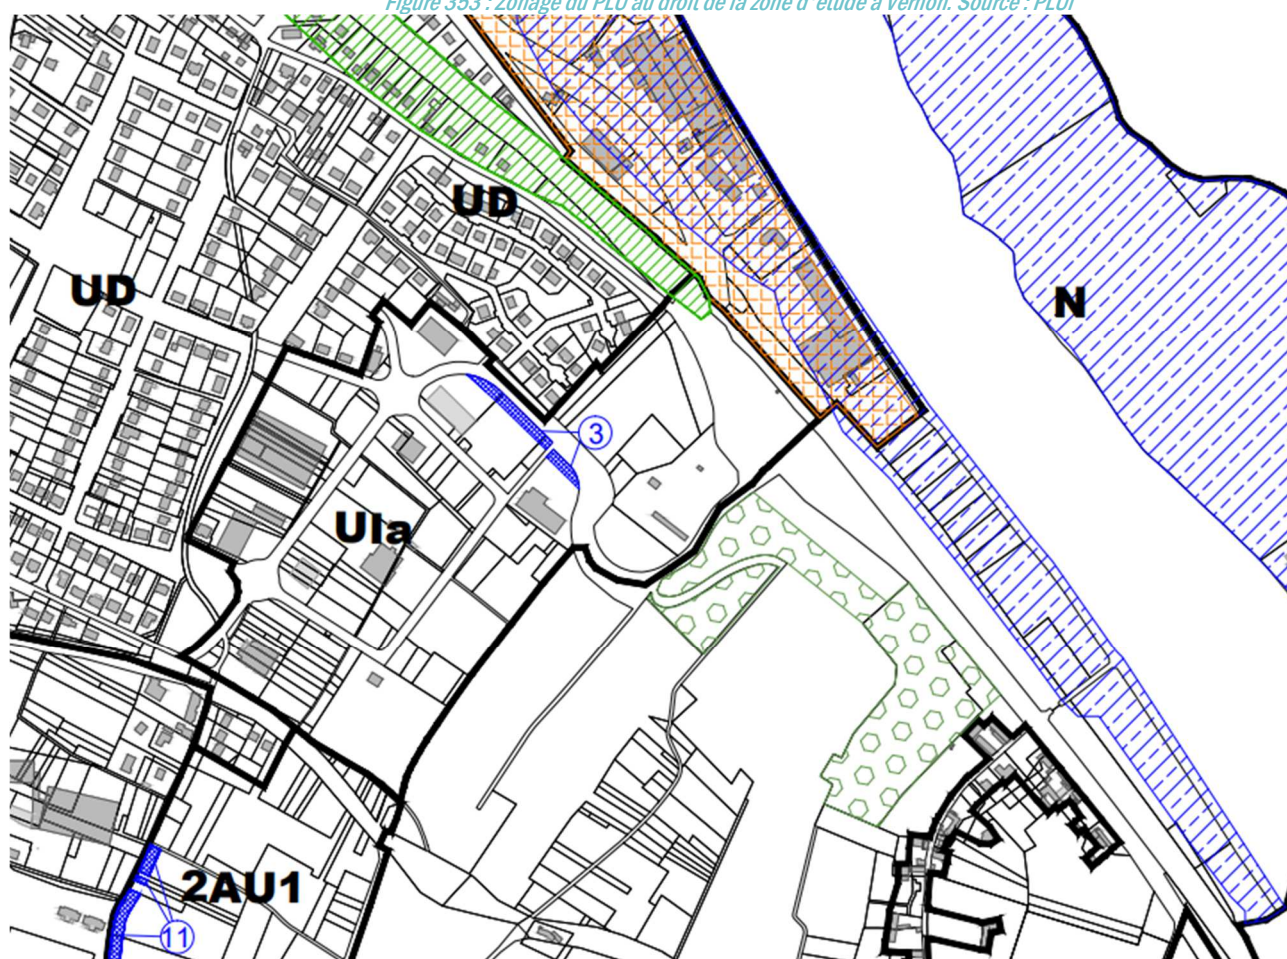 Figure 353 : Zonage du PLU au droit de la zone d'étude à Vernon. Source : PLUi
UD
UD
N
3
UIa
2AU1
11